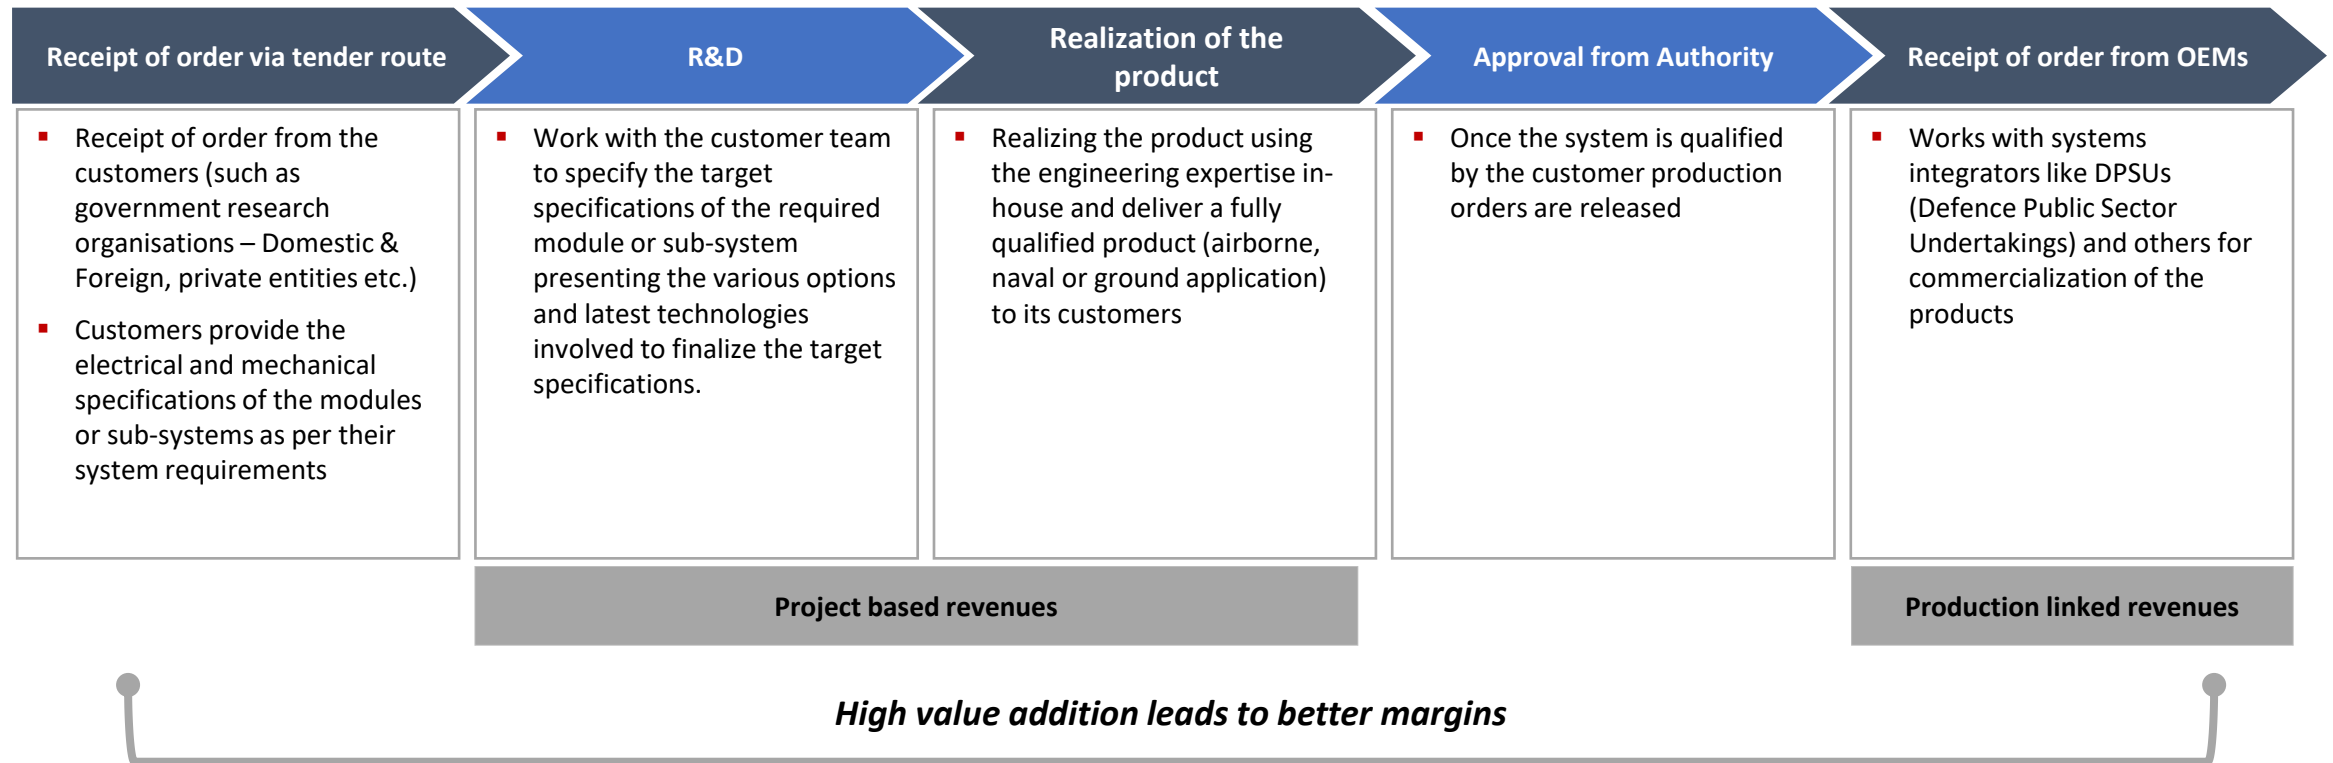 Receipt of order via tender route
R&D
Realization of the
product
Approval from Authority
Receipt of order from OEMs
Receipt of order from the
customers (such as
government research
organisations – Domestic &
Foreign, private entities etc.)
Customers provide the
electrical and mechanical
specifications of the modules
or sub-systems as per their
system requirements
Work with the customer team
to specify the target
specifications of the required
module or sub-system
presenting the various options
and latest technologies
involved to finalize the target
specifications.
Realizing the product using
the engineering expertise in-
house and deliver a fully
qualified product (airborne,
naval or ground application)
to its customers
Once the system is qualified
by the customer production
orders are released
Works with systems
integrators like DPSUs
(Defence Public Sector
Undertakings) and others for
commercialization of the
products
Project based revenues
Production linked revenues
High value addition leads to better margins